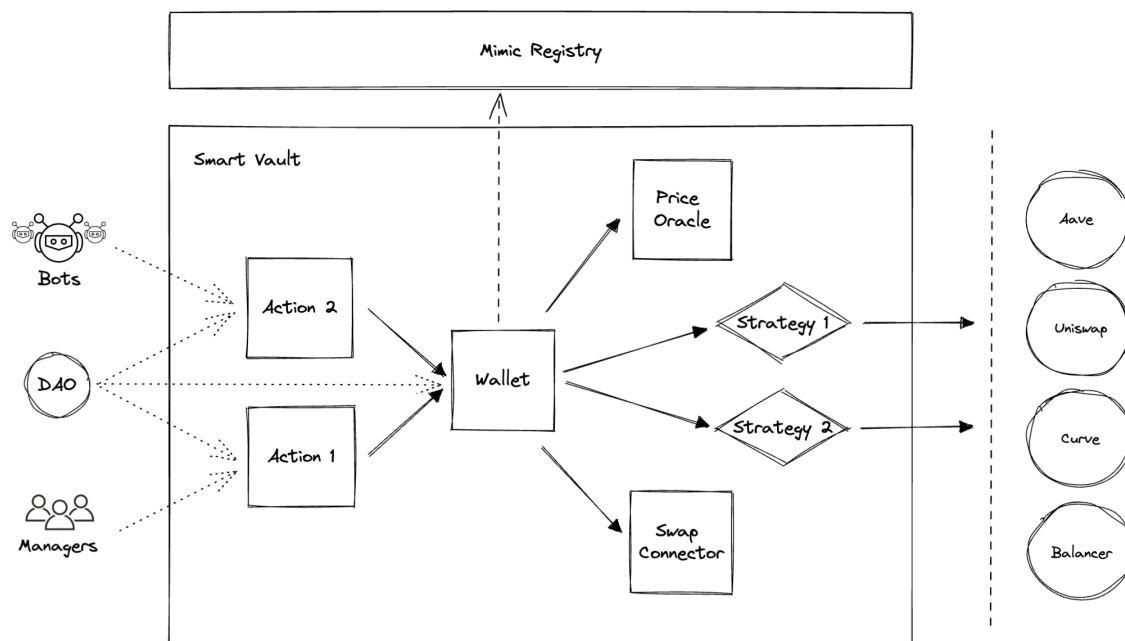 Mimic Registry
Smart Vault
Price
Oracle
Aave
Bots
Action 2
Strategy 1
Uniswap
DAO
Wallet
Action 1
Strategy 2
Curve
Managers
Swap
Connector
Balancer